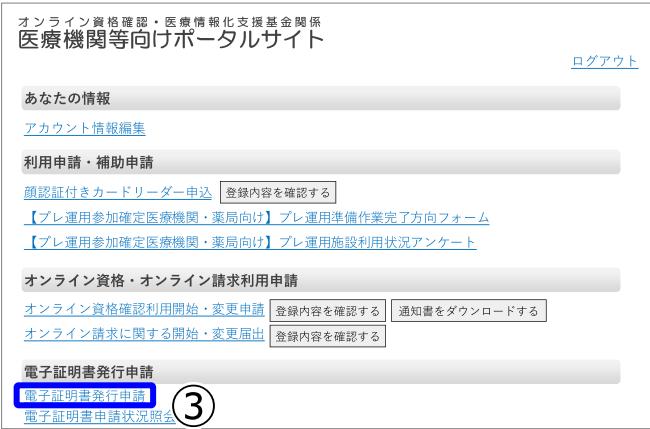 オンライン資格確認・医療情報化支援基金関係
医療機関等向けポータルサイト
ログアウト
あなたの情報
アカウント情報編集
利用申請・補助申請
顔認証付きカードリーダー申込 登録内容を確認する
【プレ運用参加確定医療機関・薬局向け】プレ運用準備作業完了方向フォーム
【プレ運用参加確定医療機関・薬局向け】プレ運用施設利用状況アンケート
オンライン資格・オンライン請求利用申請
オンライン資格確認利用開始・変更申請 登録内容を確認する 通知書をダウンロードする
オンライン請求に関する開始・変更届出 登録内容を確認する
電子証明書発行申請
電子証明書発行申請
電子証明書申請状況照会
③